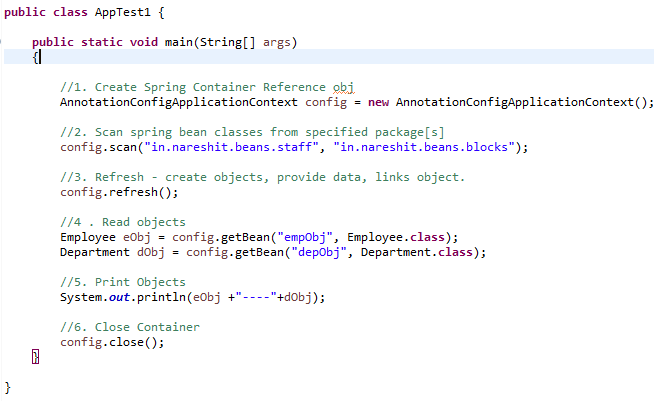 public class AppTest1 {
public static void main(String[] args)
{
//1. Create Spring Container Reference obj
AnnotationConfigApplicationContext config = new AnnotationConfigApplicationContext();
//2. Scan spring bean classes from specified package[s]
config.scan("in.nareshit.beans.staff", "in.nareshit.beans.blocks");
//3. Refresh - create objects, provide data, links object.
config.refresh();
//4 . Read objects
Employee eObj = config.getBean("empObj", Employee.class);
Department dObj = config.getBean("depObj", Department.class);
//5. Print Objects
System.out.println(eObj +"----"+dObj);
//6. Close Container
config.close();
}
}